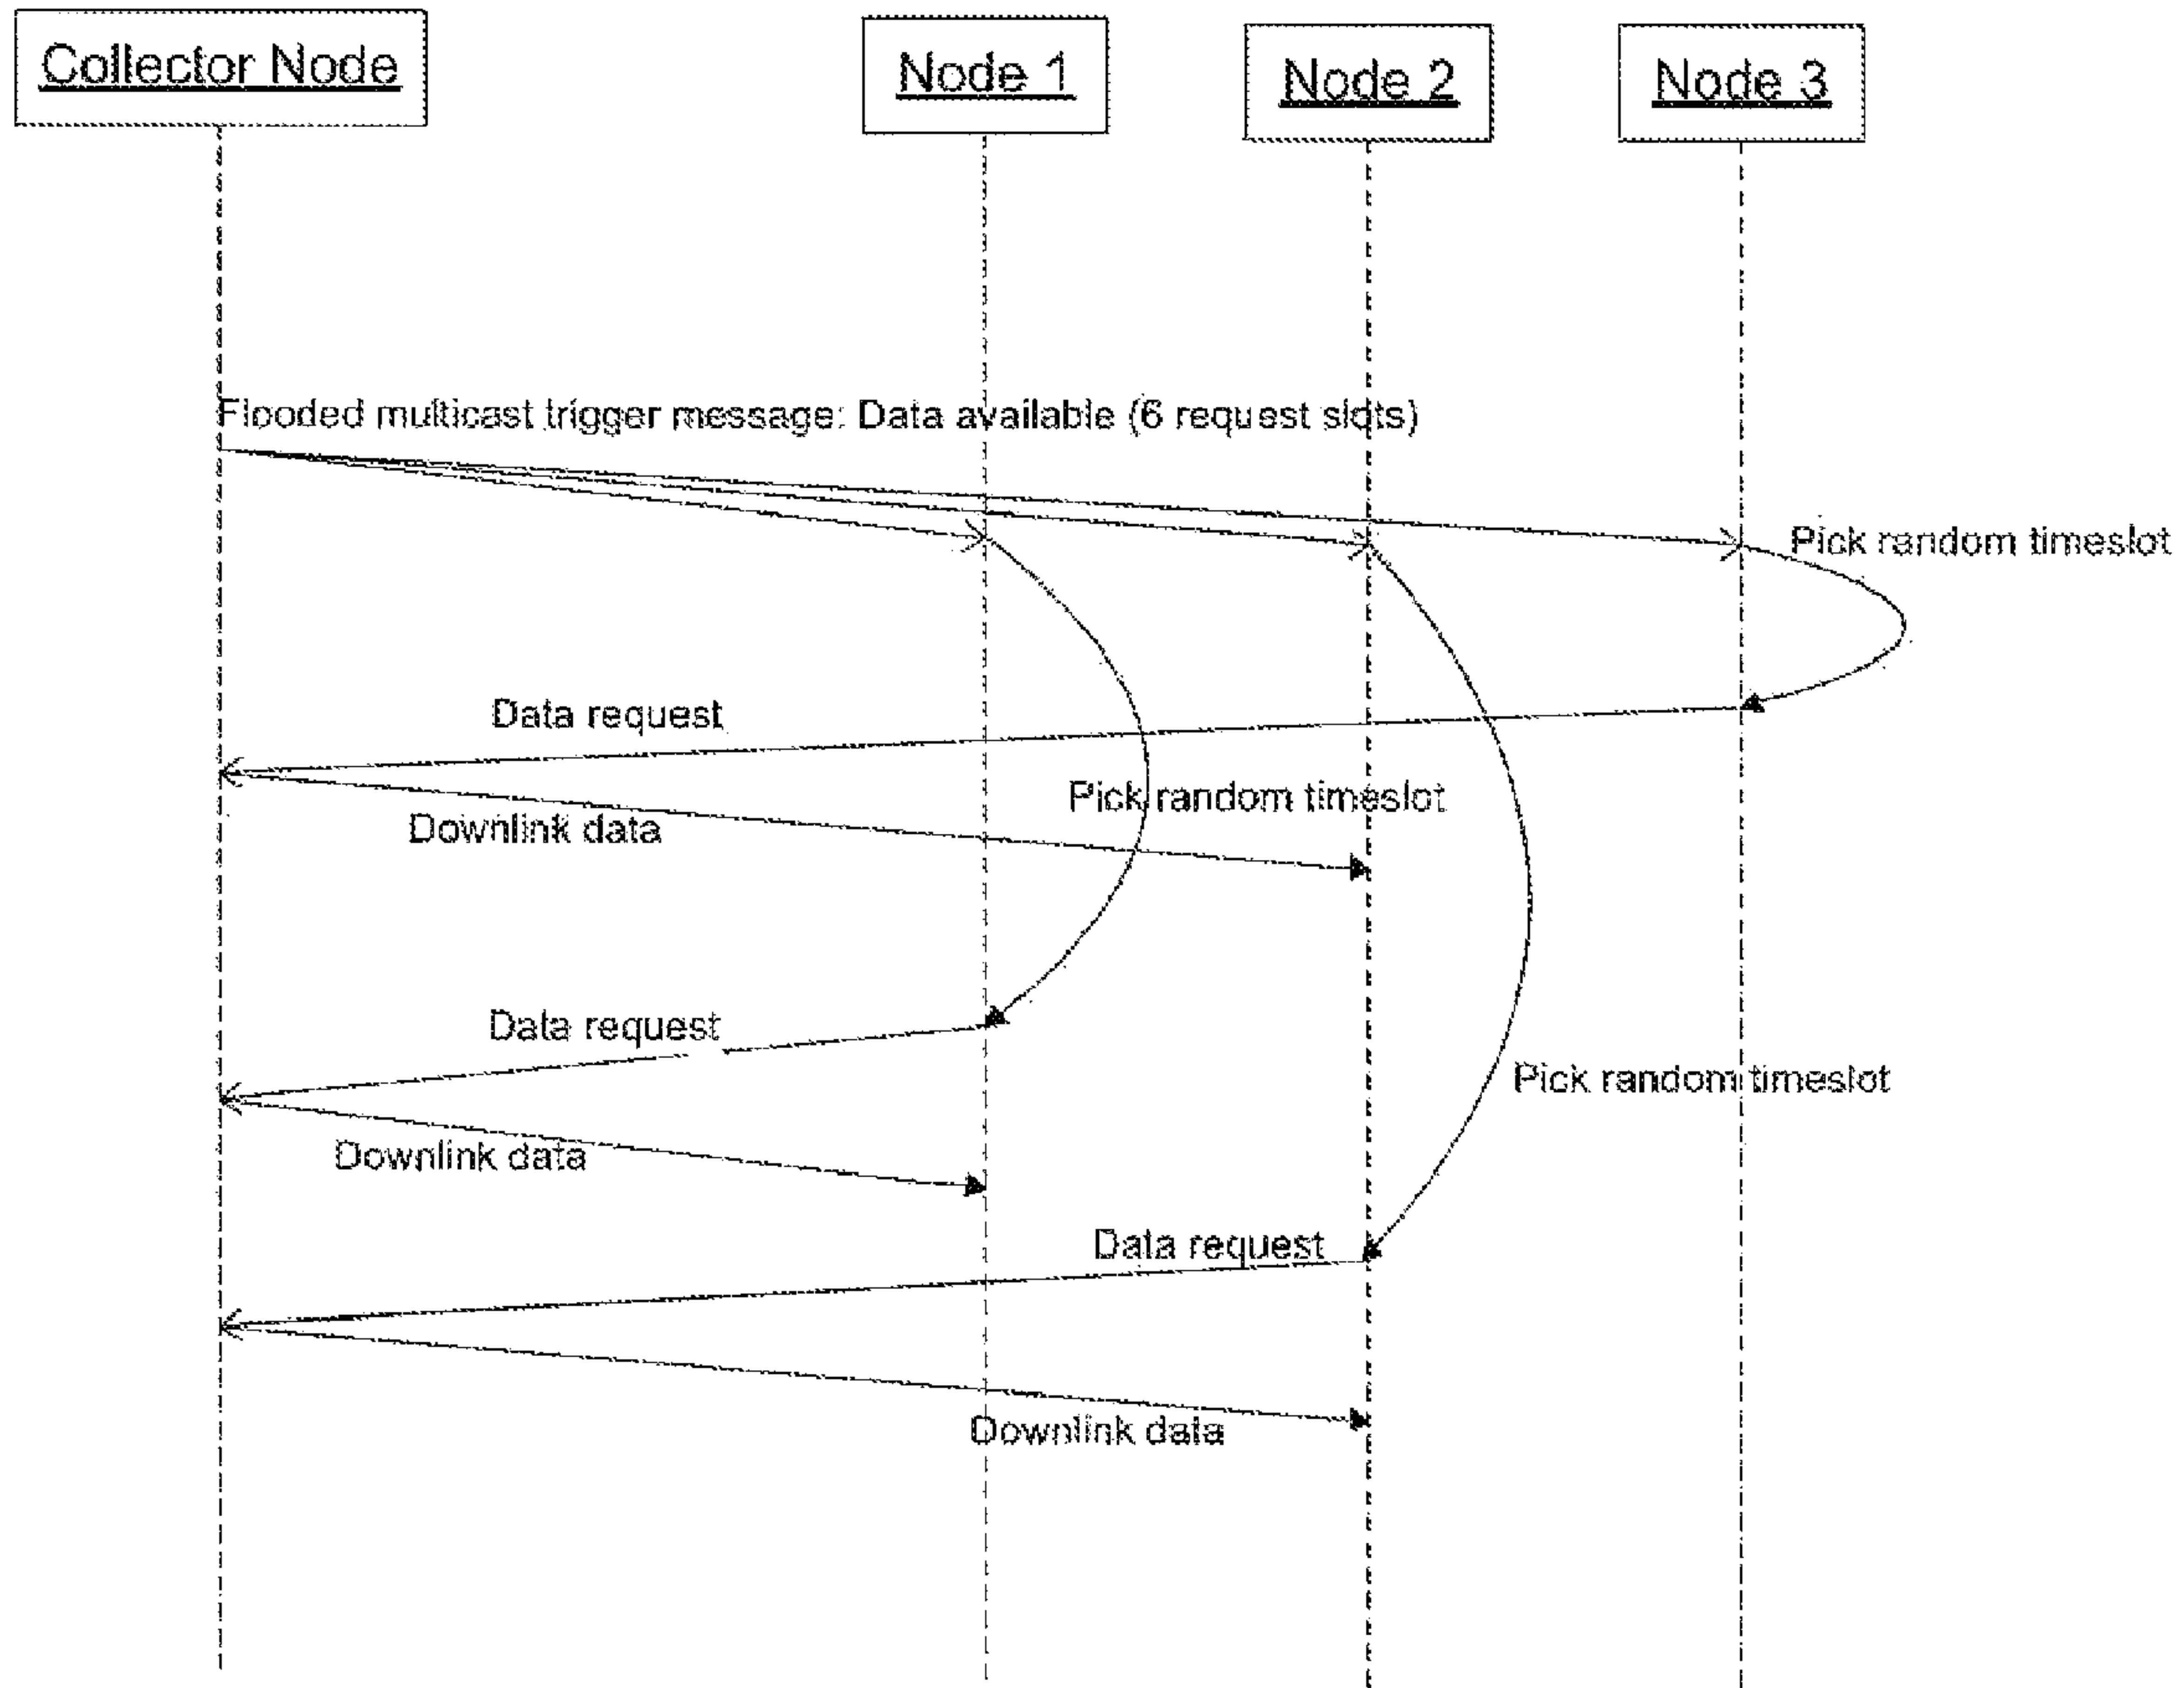 Collector Node
Node 1
Node 2
Node 3
Flooded multicast trigger message: Data available (6 request slots)
Pick random timeslot
Data request
Pick random timeslot
Downlink data
Data request
Pick random timeslot
Downlink data
Data request
Downlink data